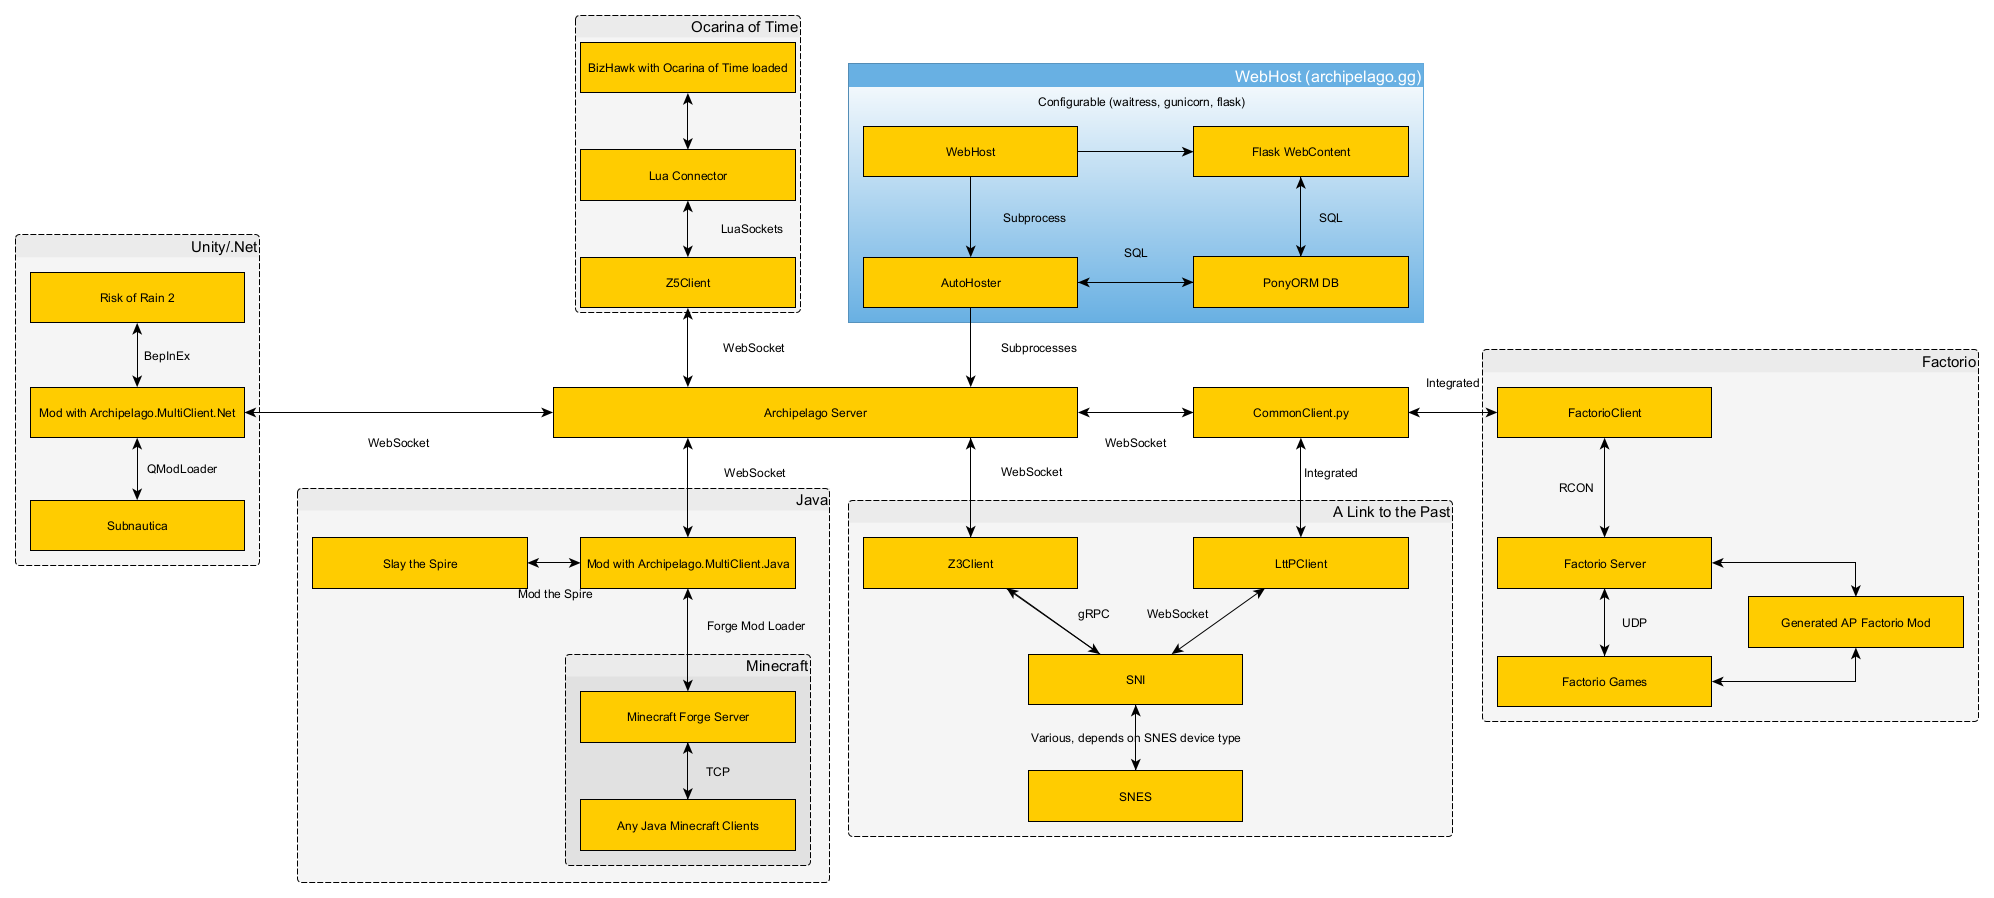 Ocarina of Time
BizHawk with Ocarina of Time loaded
Lua Connector
LuaSockets
Z5Client
WebSocket
WebHost (archipelago.gg)
Configurable (waitress, gunicorn, flask)
WebHost
Flask WebContent
Subprocess
SQL
SQL
AutoHoster
PonyORM DB
Subprocesses
Unity/.Net
Risk of Rain 2
BepInEx
Mod with Archipelago.MultiClient.Net
QModLoader
Subnautica
WebSocket
Archipelago Server
WebSocket
CommonClient.py
Integrated
Factorio
FactorioClient
RCON
Factorio Server
UDP
Generated AP Factorio Mod
Factorio Games
WebSocket
Java
Slay the Spire
Mod the Spire
Mod with Archipelago.MultiClient.Java
Forge Mod Loader
Minecraft
Minecraft Forge Server
TCP
Any Java Minecraft Clients
WebSocket
Integrated
A Link to the Past
Z3Client
LttPClient
gRPC
WebSocket
SNI
Various, depends on SNES device type
SNES